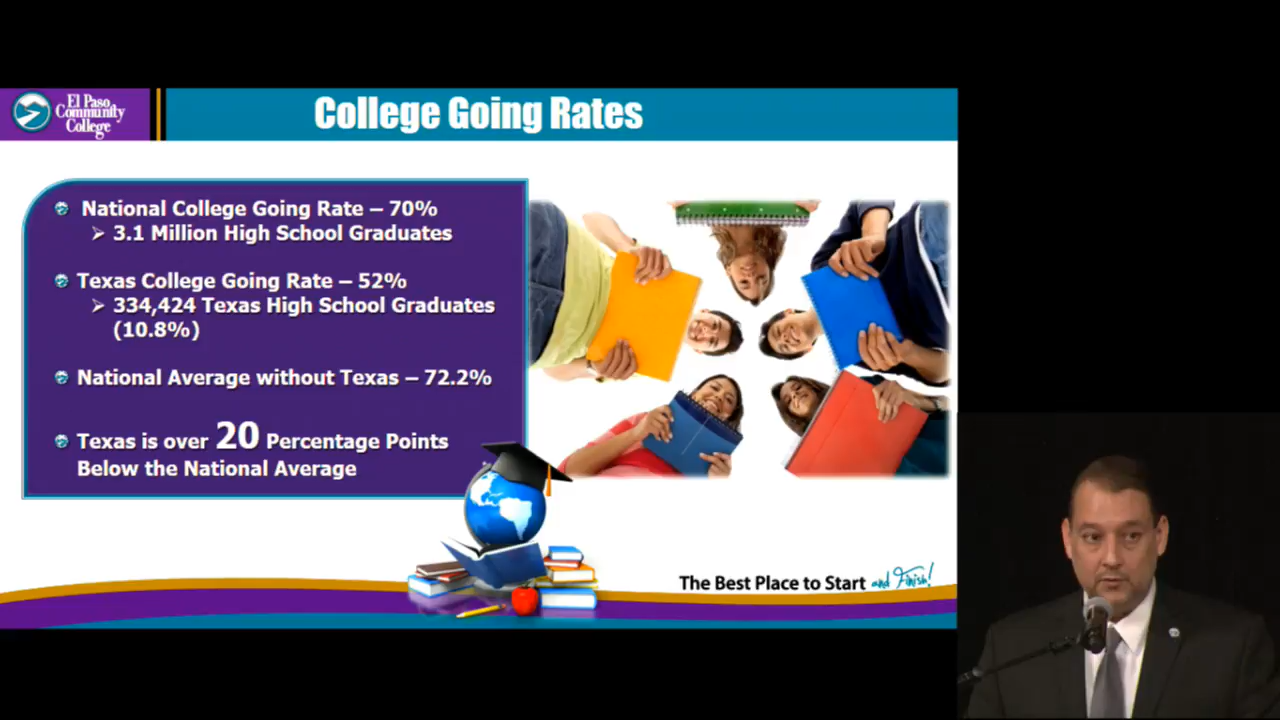 El Paso
Community
College
College Going Rates
National College Going Rate – 70%
3.1 Million High School Graduates
Texas College Going Rate – 52%
334,424 Texas High School Graduates
(10.8%)
National Average without Texas – 72.2%
Texas is over 20 Percentage Points
Below the National Average
The Best Place to Start and Finish!